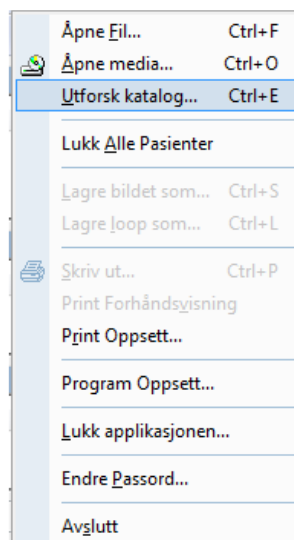 Åpne Fil... Ctrl+F
Åpne media... Ctrl+O
Utforsk katalog... Ctrl+E
Lukk Alle Pasienter
Lagre bildet som... Ctrl+S
Lagre loop som... Ctrl+L
Skriv ut... Ctrl+P
Print Forhåndsvisning
Print Oppsett...
Program Oppsett...
Lukk applikasjonen...
Endre Passord...
Avslutt